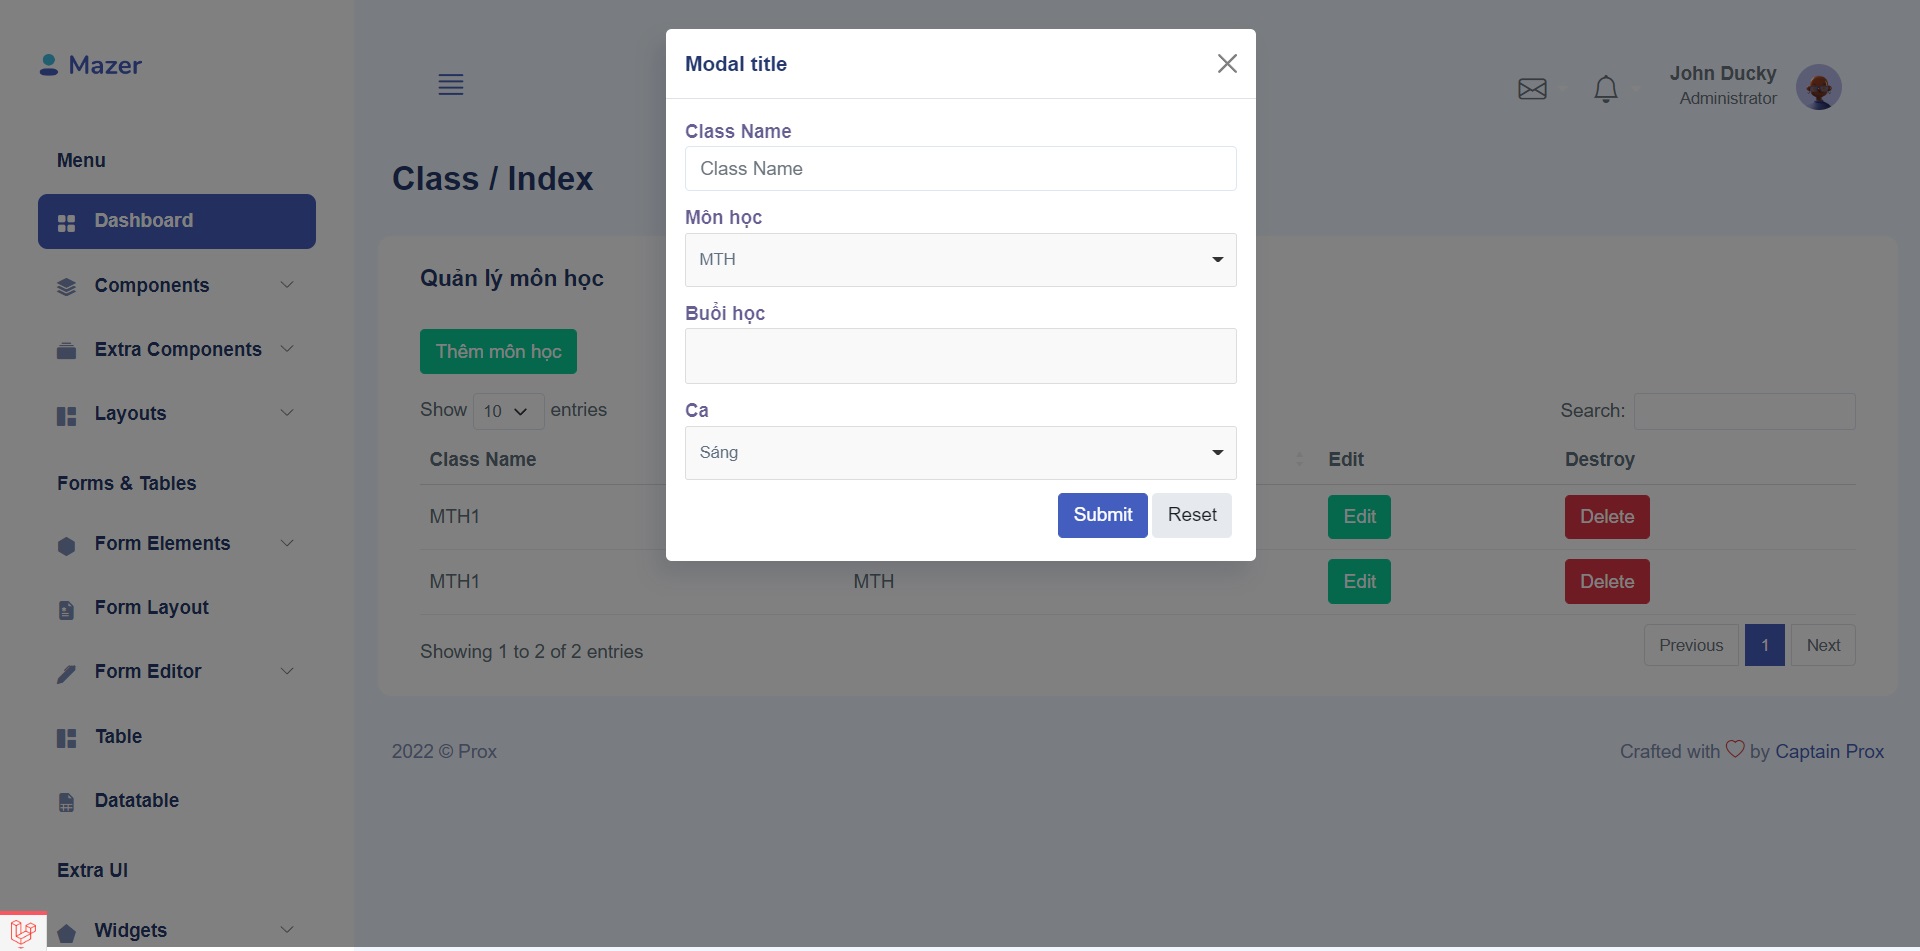 Mazer
Menu
Dashboard
Components
Extra Components
Layouts
Forms & Tables
Form Elements
Form Layout
Form Editor
Table
Datatable
Extra UI
Widgets
John Ducky
Administrator
Class / Index
Quản lý môn học
Thêm môn học
Show 10 entries
Search:
Class Name Edit Destroy
MTH1 Edit Delete
MTH1 MTH Edit Delete
Showing 1 to 2 of 2 entries
Previous 1 Next
2022 © Prox
Crafted with by Captain Prox
Modal title
Class Name
Class Name
Môn học
MTH
Buổi học
Ca
Sáng
Submit Reset